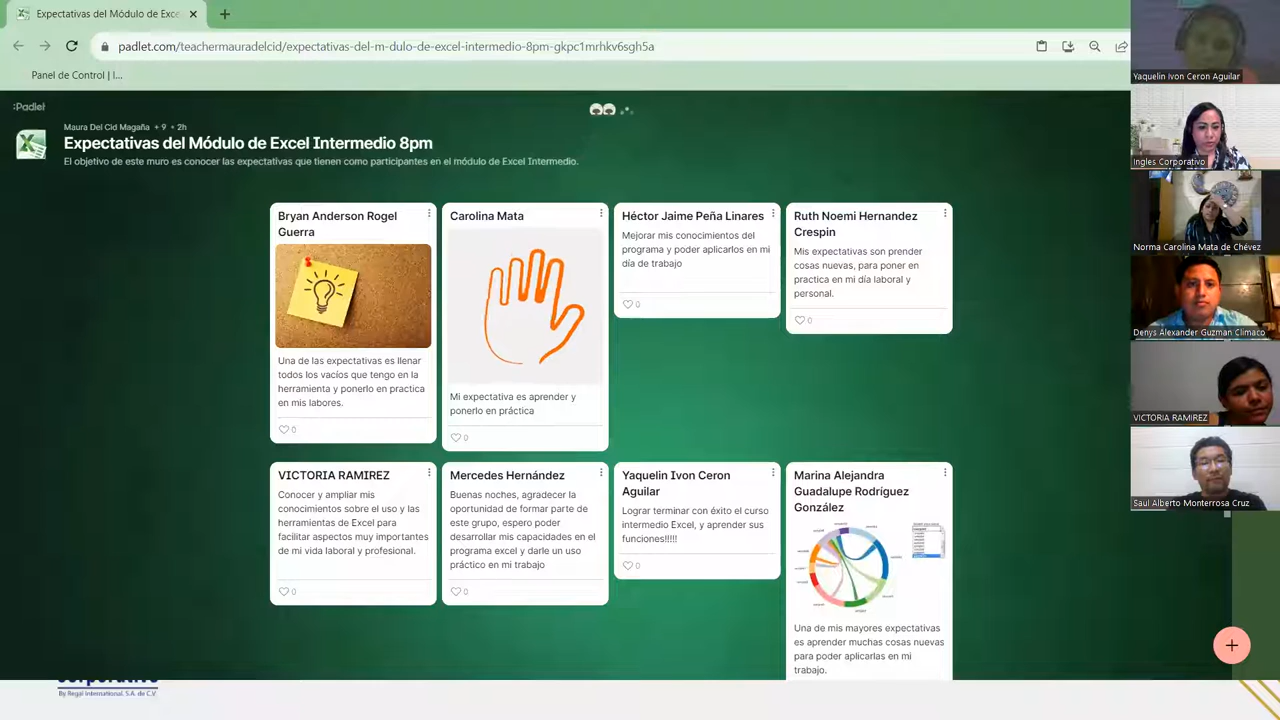 Expectativas del Módulo de Exce
padlet.com/teachermauradelcid/expectativas-del-m-dulo-de-excel-intermedio-8pm-gkpc1mrhkv6sgh5a
Panel de Control | I...
:Padlet
Maura Del Cid Magaña + 9 • 2h
Expectativas del Módulo de Excel Intermedio 8pm
El objetivo de este muro es conocer las expectativas que tienen como participantes en el módulo de Excel Intermedio.
Bryan Anderson Rogel
Guerra
Una de las expectativas es llenar
todos los vacíos que tengo en la
herramienta y ponerlo en practica
en mis labores.
0
Carolina Mata
Mi expectativa es aprender y
ponerlo en práctica
0
Héctor Jaime Peña Linares
Mejorar mis conocimientos del
programa y poder aplicarlos en mi
día de trabajo
0
Ruth Noemi Hernandez
Crespin
Mis expectativas son prender
cosas nuevas, para poner en
practica en mi día laboral y
personal.
0
VICTORIA RAMIREZ
Conocer y ampliar mis
conocimientos sobre el uso y las
herramientas de Excel para
facilitar aspectos muy importantes
de mi vida laboral y profesional.
0
Mercedes Hernández
Buenas noches, agradecer la
oportunidad de formar parte de
este grupo, espero poder
desarrollar mis capacidades en el
programa excel y darle un uso
práctico en mi trabajo
0
Yaquelin Ivon Ceron
Aguilar
Lograr terminar con éxito el curso
intermedio Excel, y aprender sus
funciones!!!!!
0
Marina Alejandra
Guadalupe Rodríguez
González
Una de mis mayores expectativas
es aprender muchas cosas nuevas
para poder aplicarlas en mi
trabajo.
Yaquelin Ivon Ceron Aguilar
Ingles Corporativo
Norma Carolina Mata de Chévez
Denys Alexander Guzman Climaco
VICTORIA RAMIREZ
Saul Alberto Monterrosa Cruz
corporativo
By Regal International, S.A. de C.V